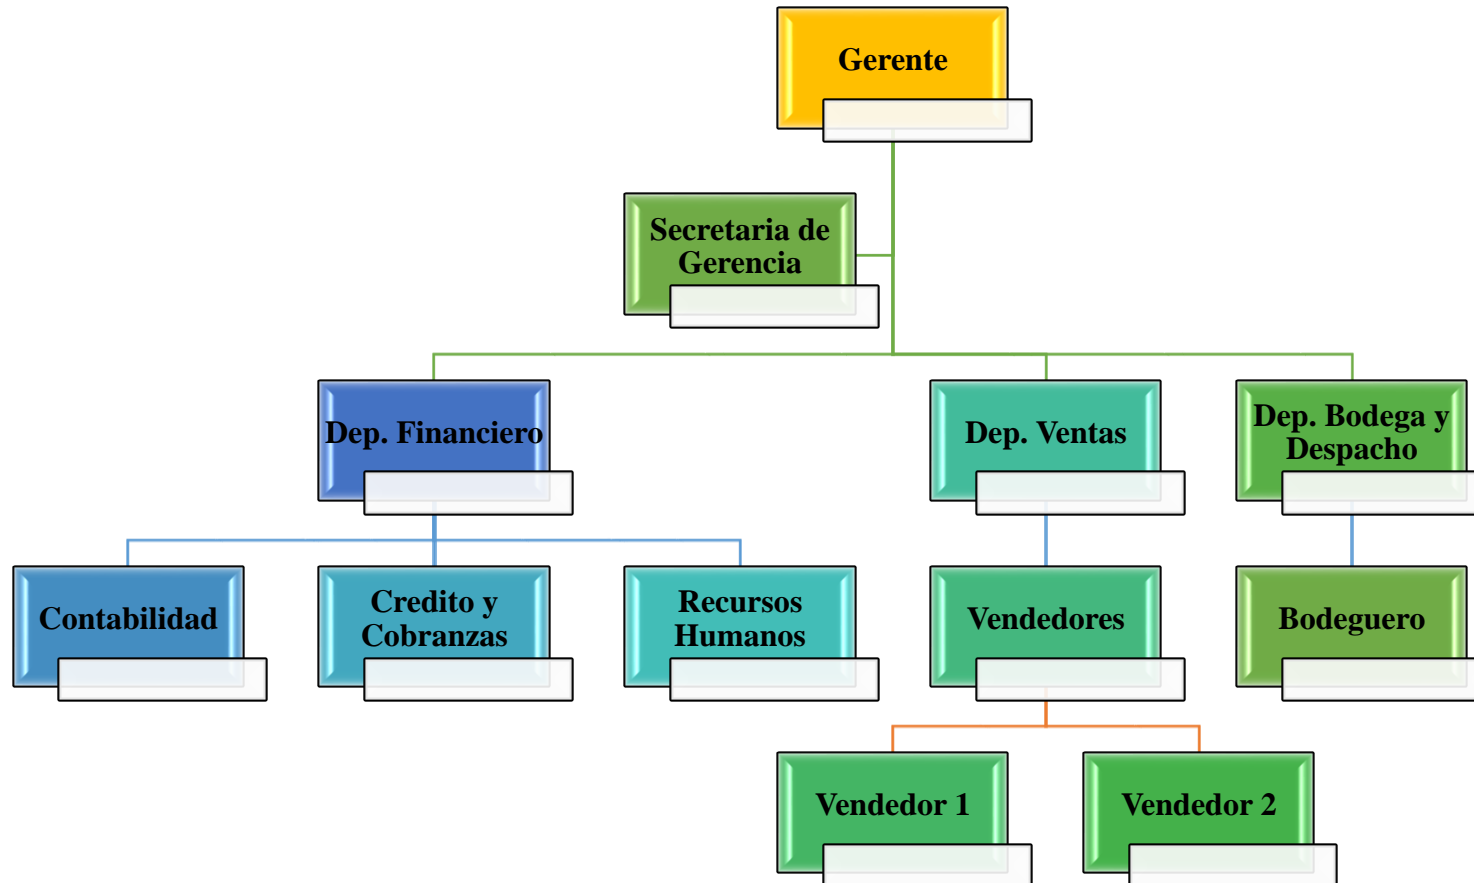 Gerente
Secretaria de
Gerencia
Dep. Financiero
Dep. Ventas
Dep. Bodega y
Despacho
Contabilidad
Credito y
Cobranzas
Recursos
Humanos
Vendedores
Bodeguero
Vendedor 1
Vendedor 2